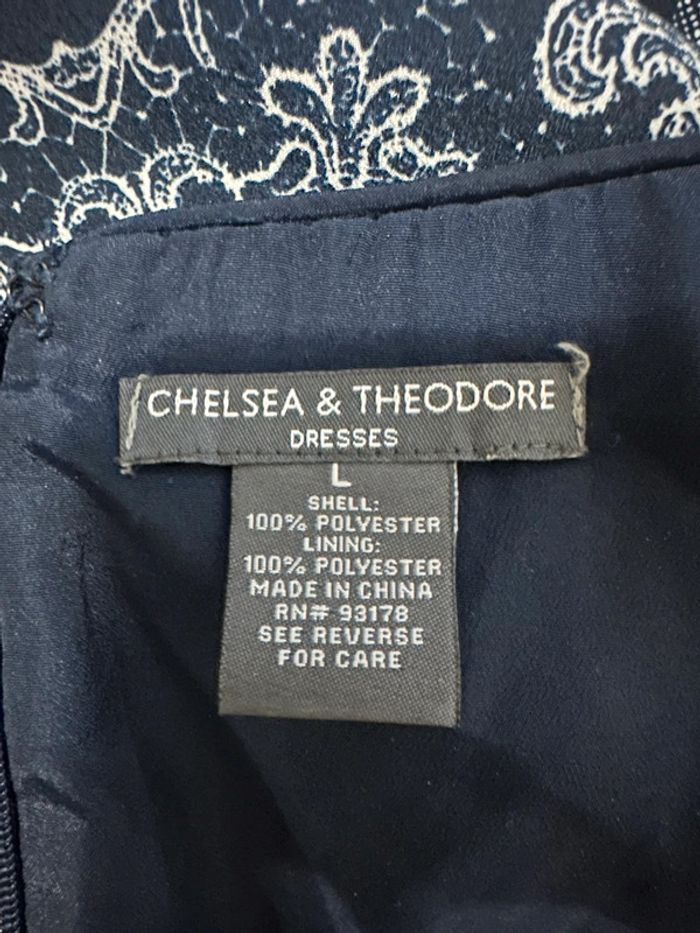 CHELSEA & THEODORE
DRESSES
L
SHELL:
100% POLYESTER
LINING:
100% POLYESTER
MADE IN CHINA
RN# 93178
SEE REVERSE
FOR CARE